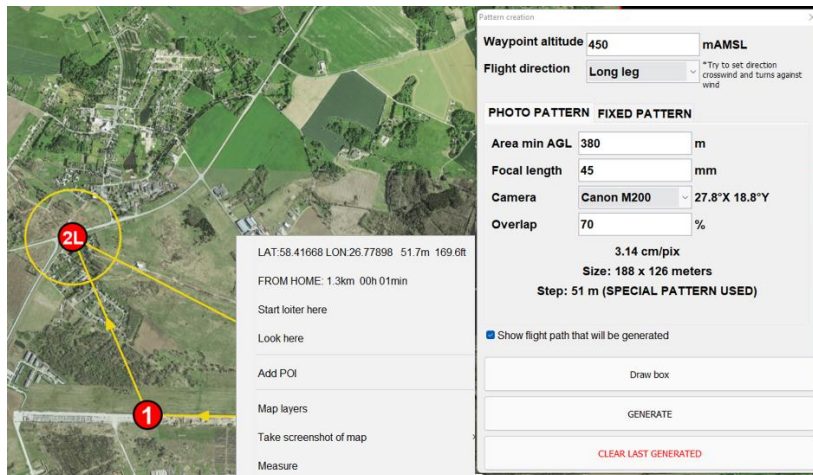 Pattern creation
Waypoint altitude 450 mAMSL
Flight direction Long leg *Try to set direction
crosswind and turns against
wind
PHOTO PATTERN FIXED PATTERN
Area min AGL 380 m
Focal length 45 mm
Camera Canon M200 27.8°X 18.8°Y
Overlap 70 %
3.14 cm/pix
Size: 188 x 126 meters
Step: 51 m (SPECIAL PATTERN USED)
Show flight path that will be generated
Draw box
GENERATE
CLEAR LAST GENERATED
2L
1
LAT:58.41668 LON:26.77898 51.7m 169.6ft
FROM HOME: 1.3km 00h 01min
Start loiter here
Look here
Add POI
Map layers
Take screenshot of map
Measure